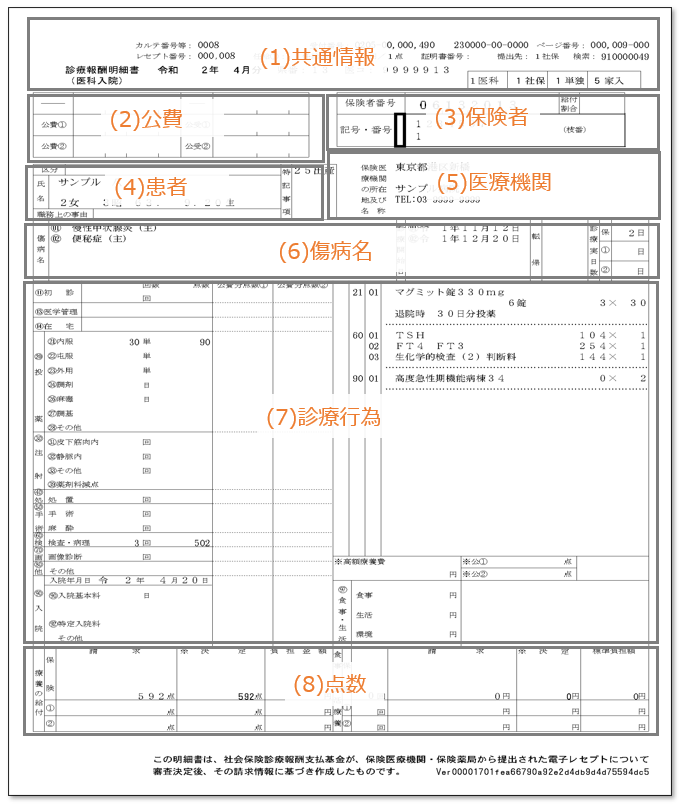 カルテ番号等: 0008
0,000,490 230000-00-0000 ページ番号: 000,009-000
レセプト番号: 000,008
1点 証明書番号: 提出先: 1社保 検索: 910000049
(1)共通情報
診療報酬明細書 令和 2年 4月
9999913
(医科入院)
1医科 1社保 1単独 5家入
公費①
公受①
公費②
公受②
(2)公費
保険者番号
給付割合
記号・番号
1
1
(枝番)
(3)保険者
区分
氏名
サンプル
2女
職務上の事由
特記事項
25出産
(4)患者
保険医療機関の所在地及び名称
東京都
サンプ
TEL:03
(5)医療機関
傷病名
01 慢性甲状腺炎(主)
02 便秘症(主)
1年11月12日
1年12月20日
転帰
診療実日数
保 2日
① 日
② 日
(6)傷病名
回数 点数 公費分点数① 公費分点数②
⑪初診 回
⑬医学管理
⑭在宅
⑳投薬
㉑内服 30単 90
㉒屯服 単
㉓外用 単
㉔調剤 日
㉖麻毒 日
㉗調基
㉘その他
㉚注射
㉛皮下筋肉内 回
㉜静脈内 回
㉝その他 回
㊴薬剤料減点
㊵処置 回
㊿手術 手術 回
麻酔 回
検 検査・病理 3回 502
画 画像診断 回
他 その他
入院年月日 令 2年 4月20日
入院
入院基本料 日
特定入院料
その他
21 01 マグミット錠330mg
6錠 3× 30
退院時 30日分投薬
60 01 TSH 104× 1
02 FT4 FT3 254× 1
03 生化学的検査(2)判断料 144× 1
90 01 高度急性期機能病棟34 0× 2
(7)診療行為
※高額療養費 円
※公① 点
※公② 点
食事・生活
食事 円
生活 円
環境 円
療養の給付
請求 ※決定 負担金額
保険 592点 592点
① 点 点 円
② 点 点 円
請求 ※決定 標準負担額
0円 0円 0円
円 円 円
回 円 円 円
(8)点数
この明細書は、社会保険診療報酬支払基金が、保険医療機関・保険薬局から提出された電子レセプトについて
審査決定後、その請求情報に基づき作成したものです。 Ver00001701fea66790a92e2d4db9d4d75594dc5